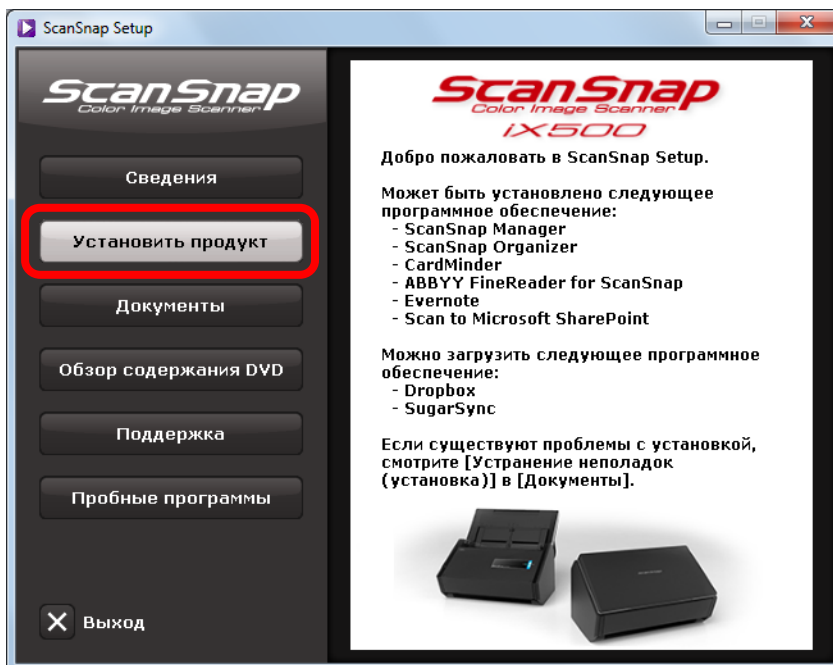 ScanSnap Setup
ScanSnap
Color Image Scanner
Сведения
Установить продукт
Документы
Обзор содержания DVD
Поддержка
Пробные программы
Выход
ScanSnap
Color Image Scanner
iX500
Добро пожаловать в ScanSnap Setup.
Может быть установлено следующее
программное обеспечение:
- ScanSnap Manager
- ScanSnap Organizer
- CardMinder
- ABBYY FineReader for ScanSnap
- Evernote
- Scan to Microsoft SharePoint
Можно загрузить следующее программное
обеспечение:
- Dropbox
- SugarSync
Если существуют проблемы с установкой,
смотрите [Устранение неполадок
(установка)] в [Документы].